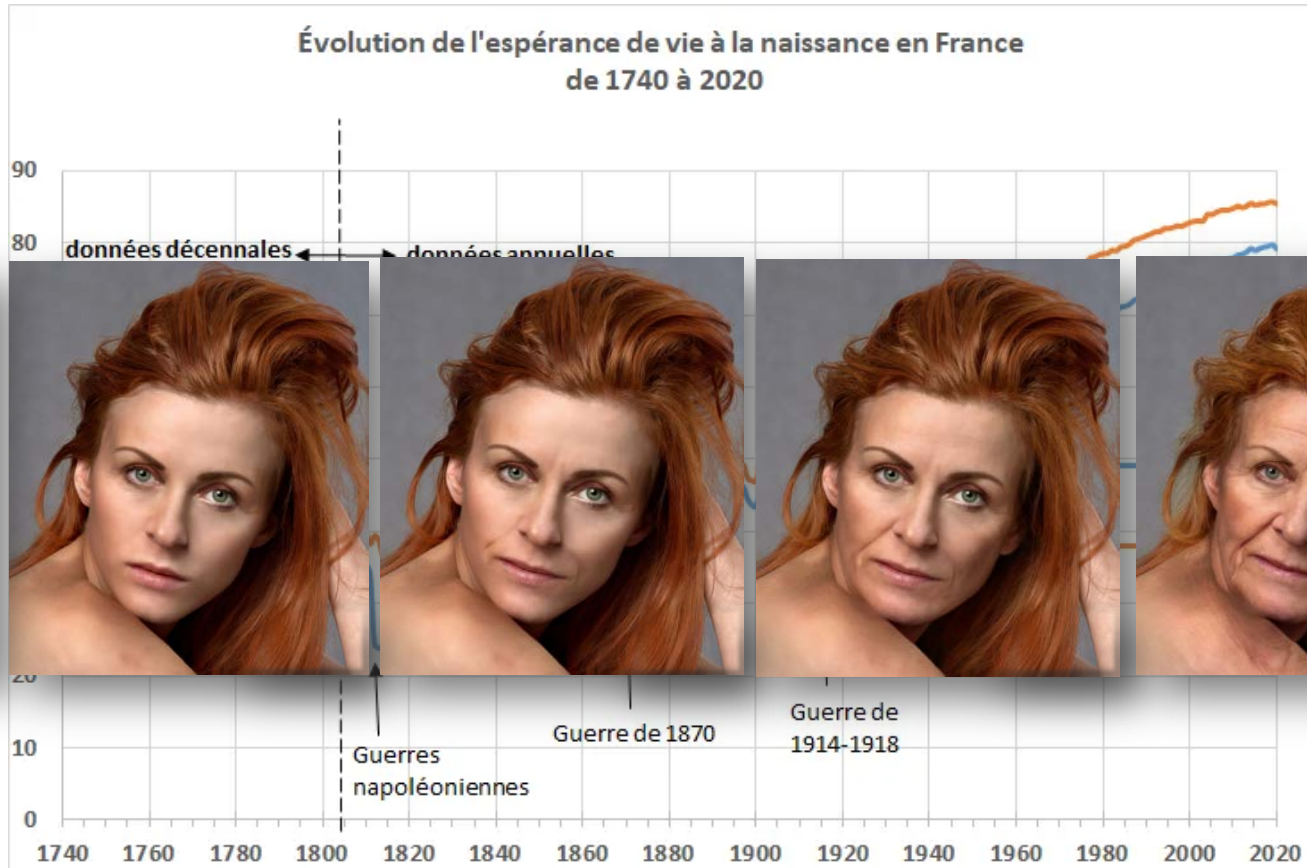 Évolution de l'espérance de vie à la naissance en France
de 1740 à 2020
90
80
données décennales
données annuelles
20
10
0
Guerres
napoléoniennes
Guerre de 1870
Guerre de
1914-1918
1740 1760 1780 1800 1820 1840 1860 1880 1900 1920 1940 1960 1980 2000 2020